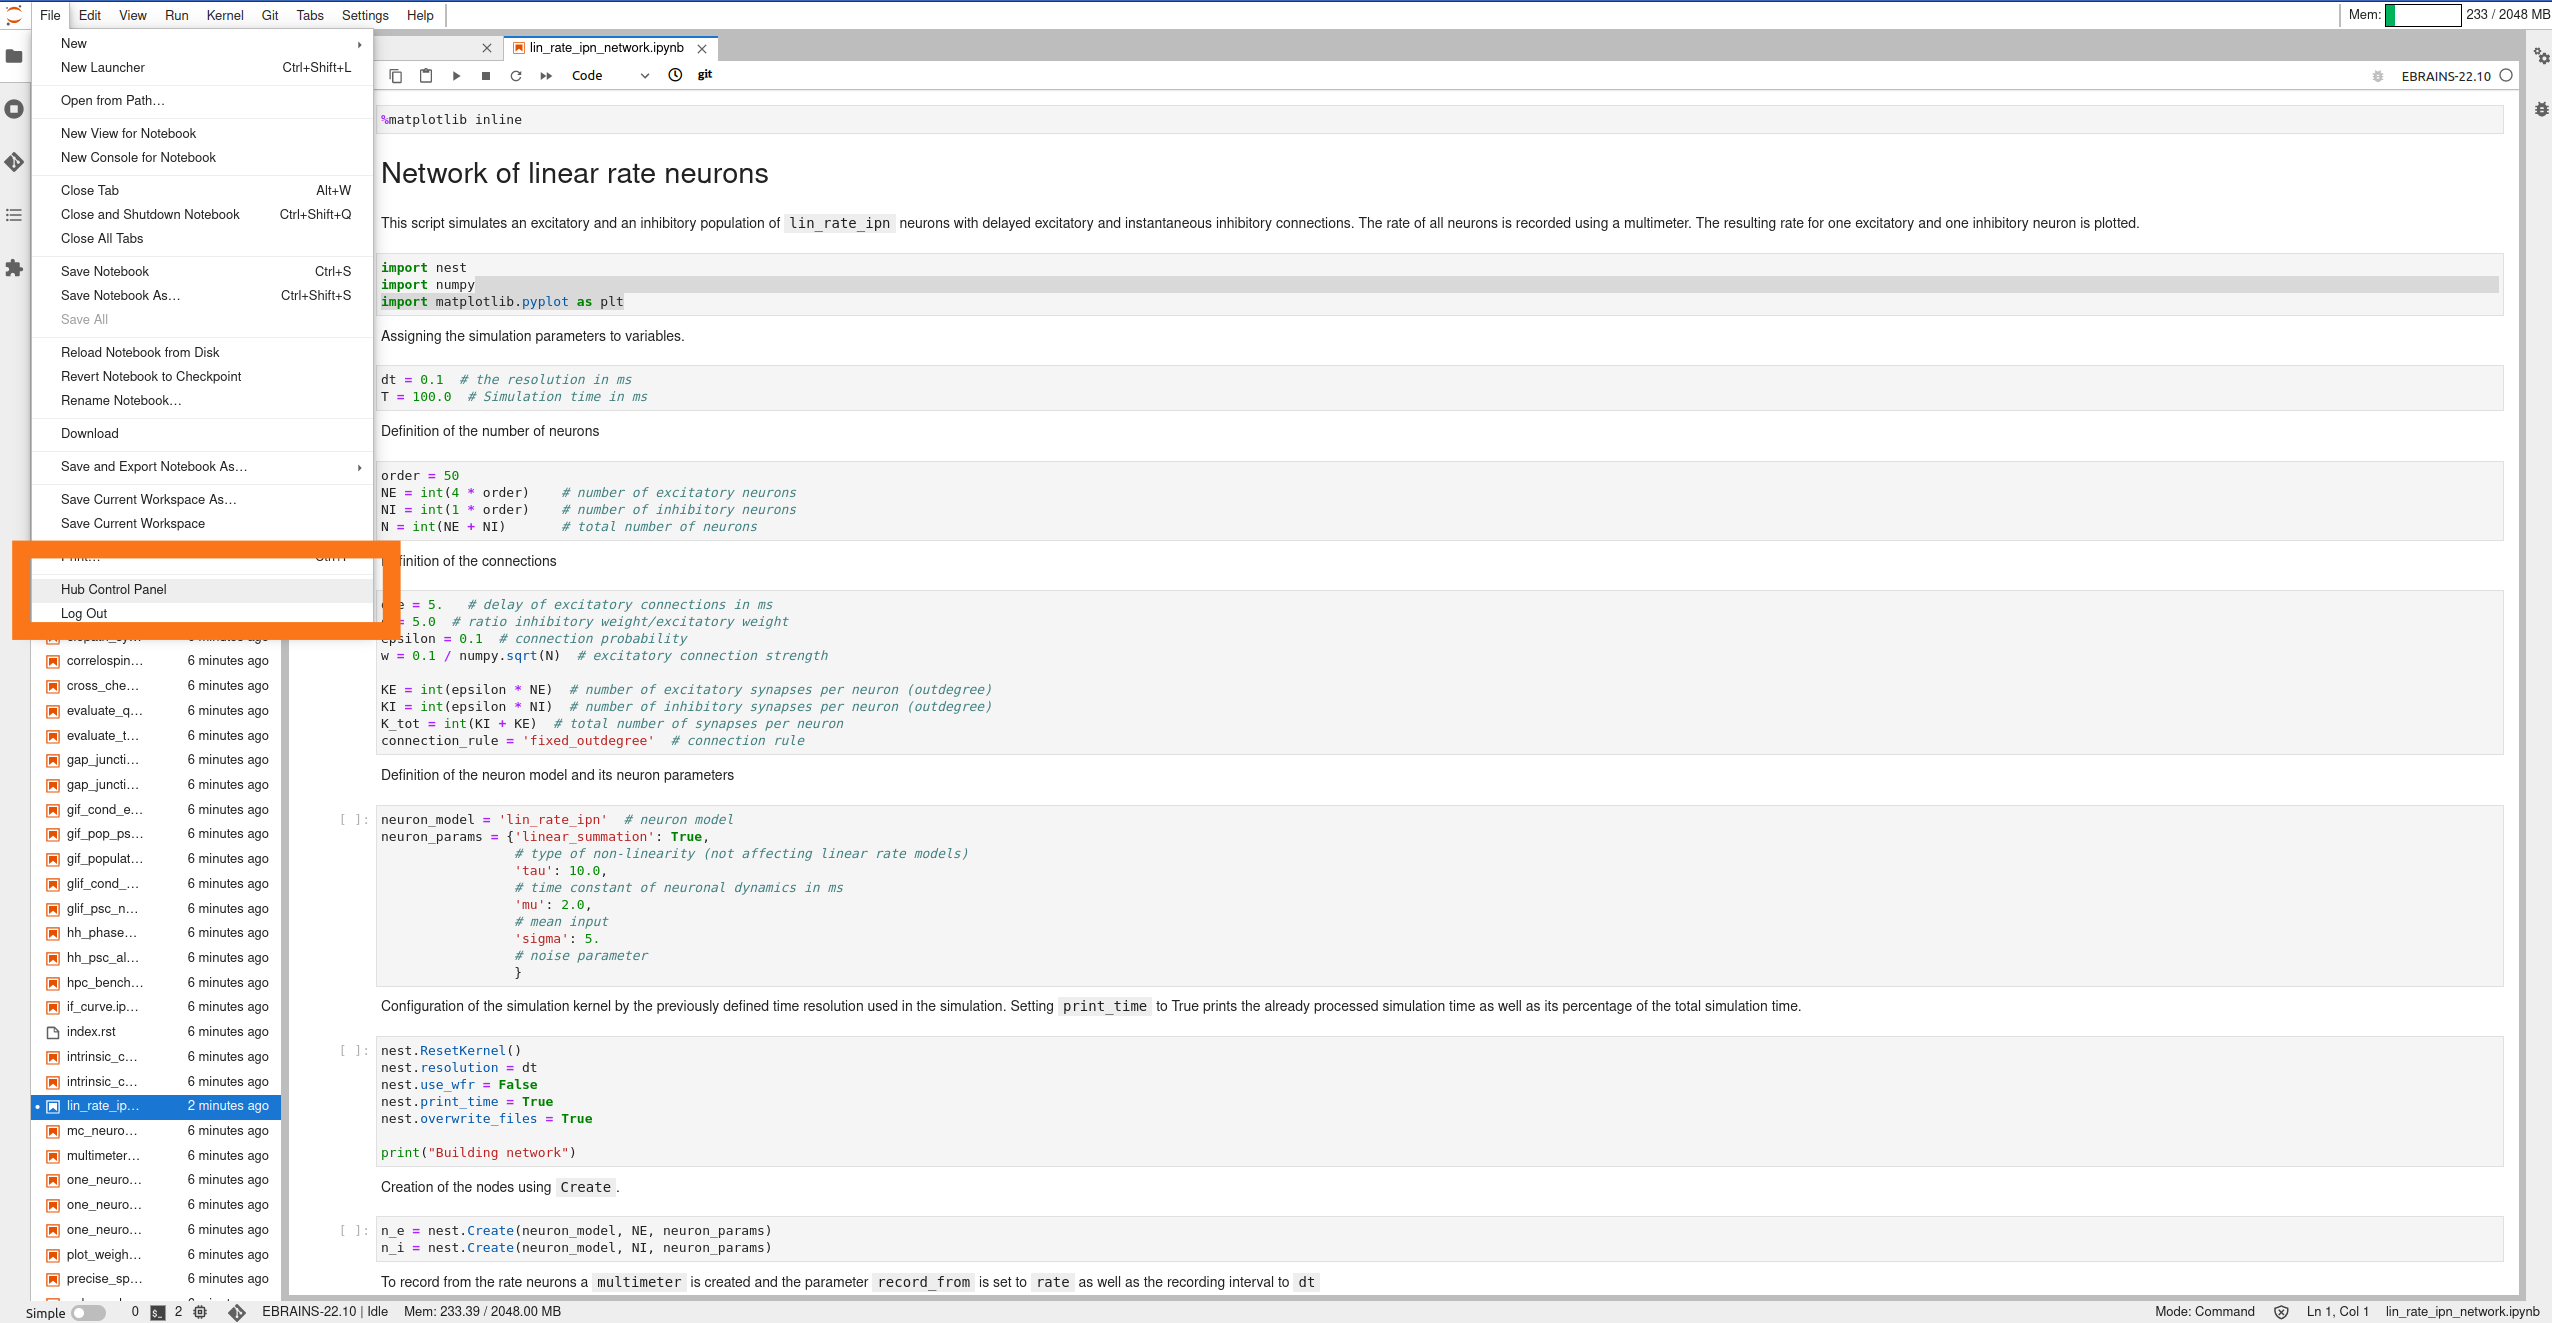 File Edit View Run Kernel Git Tabs Settings Help
Mem: 233 / 2048 MB
New
New Launcher Ctrl+Shift+L
Open from Path…
New View for Notebook
New Console for Notebook
Close Tab Alt+W
Close and Shutdown Notebook Ctrl+Shift+Q
Close All Tabs
Save Notebook Ctrl+S
Save Notebook As… Ctrl+Shift+S
Save All
Reload Notebook from Disk
Revert Notebook to Checkpoint
Rename Notebook…
Download
Save and Export Notebook As…
Save Current Workspace As…
Save Current Workspace
Hub Control Panel
Log Out
correlospin… 6 minutes ago
cross_che… 6 minutes ago
evaluate_q… 6 minutes ago
evaluate_t… 6 minutes ago
gap_juncti… 6 minutes ago
gap_juncti… 6 minutes ago
gif_cond_e… 6 minutes ago
gif_pop_ps… 6 minutes ago
gif_populat… 6 minutes ago
glif_cond_… 6 minutes ago
glif_psc_n… 6 minutes ago
hh_phase… 6 minutes ago
hh_psc_al… 6 minutes ago
hpc_bench… 6 minutes ago
if_curve.ip… 6 minutes ago
index.rst 6 minutes ago
intrinsic_c… 6 minutes ago
intrinsic_c… 6 minutes ago
lin_rate_ip… 2 minutes ago
mc_neuro… 6 minutes ago
multimeter… 6 minutes ago
one_neuro… 6 minutes ago
one_neuro… 6 minutes ago
one_neuro… 6 minutes ago
plot_weigh… 6 minutes ago
precise_sp… 6 minutes ago
lin_rate_ipn_network.ipynb
Code git EBRAINS-22.10
%matplotlib inline
Network of linear rate neurons
This script simulates an excitatory and an inhibitory population of lin_rate_ipn neurons with delayed excitatory and instantaneous inhibitory connections. The rate of all neurons is recorded using a multimeter. The resulting rate for one excitatory and one inhibitory neuron is plotted.
import nest
import numpy
import matplotlib.pyplot as plt
Assigning the simulation parameters to variables.
dt = 0.1 # the resolution in ms
T = 100.0 # Simulation time in ms
Definition of the number of neurons
order = 50
NE = int(4 * order) # number of excitatory neurons
NI = int(1 * order) # number of inhibitory neurons
N = int(NE + NI) # total number of neurons
finition of the connections
e = 5. # delay of excitatory connections in ms
= 5.0 # ratio inhibitory weight/excitatory weight
epsilon = 0.1 # connection probability
w = 0.1 / numpy.sqrt(N) # excitatory connection strength
KE = int(epsilon * NE) # number of excitatory synapses per neuron (outdegree)
KI = int(epsilon * NI) # number of inhibitory synapses per neuron (outdegree)
K_tot = int(KI + KE) # total number of synapses per neuron
connection_rule = 'fixed_outdegree' # connection rule
Definition of the neuron model and its neuron parameters
[ ]: neuron_model = 'lin_rate_ipn' # neuron model
neuron_params = {'linear_summation': True,
# type of non-linearity (not affecting linear rate models)
'tau': 10.0,
# time constant of neuronal dynamics in ms
'mu': 2.0,
# mean input
'sigma': 5.
# noise parameter
}
Configuration of the simulation kernel by the previously defined time resolution used in the simulation. Setting print_time to True prints the already processed simulation time as well as its percentage of the total simulation time.
[ ]: nest.ResetKernel()
nest.resolution = dt
nest.use_wfr = False
nest.print_time = True
nest.overwrite_files = True
print("Building network")
Creation of the nodes using Create .
[ ]: n_e = nest.Create(neuron_model, NE, neuron_params)
n_i = nest.Create(neuron_model, NI, neuron_params)
To record from the rate neurons a multimeter is created and the parameter record_from is set to rate as well as the recording interval to dt
Simple 0 $_ 2 EBRAINS-22.10 | Idle Mem: 233.39 / 2048.00 MB Mode: Command Ln 1, Col 1 lin_rate_ipn_network.ipynb